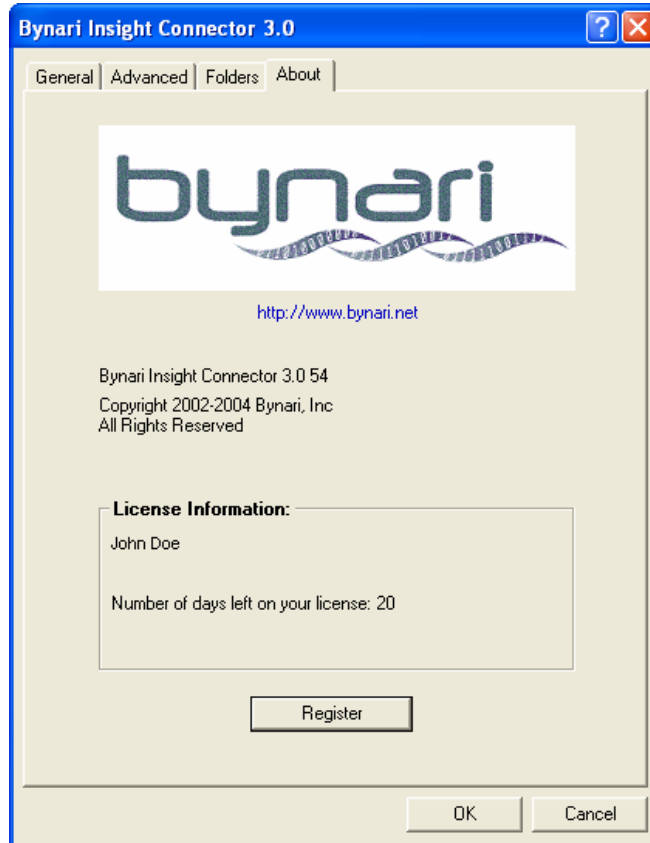 Bynari Insight Connector 3.0
General Advanced Folders About
bynari
http://www.bynari.net
Bynari Insight Connector 3.0 54
Copyright 2002-2004 Bynari, Inc
All Rights Reserved
License Information:
John Doe
Number of days left on your license: 20
Register
OK Cancel